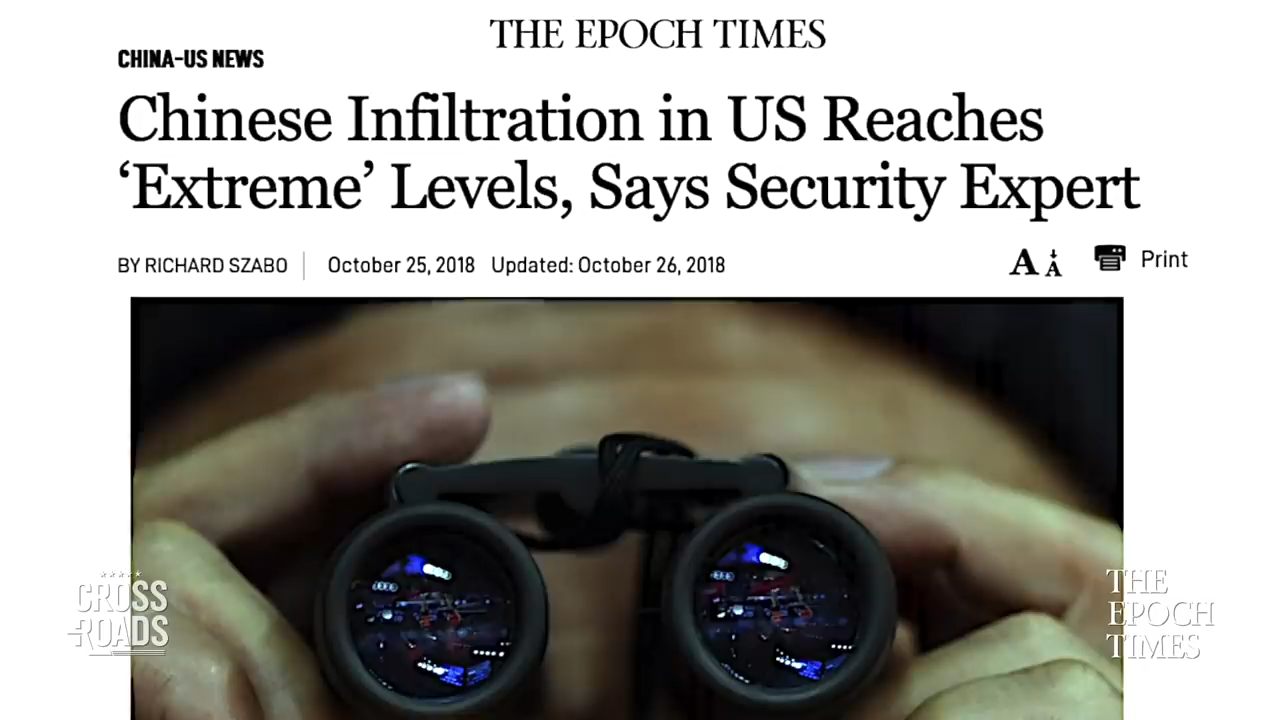 THE EPOCH TIMES
CHINA-US NEWS
Chinese Infiltration in US Reaches
‘Extreme’ Levels, Says Security Expert
BY RICHARD SZABO
October 25, 2018 Updated: October 26, 2018
A A Print
CROSS
ROADS
THE
EPOCH
TIMES